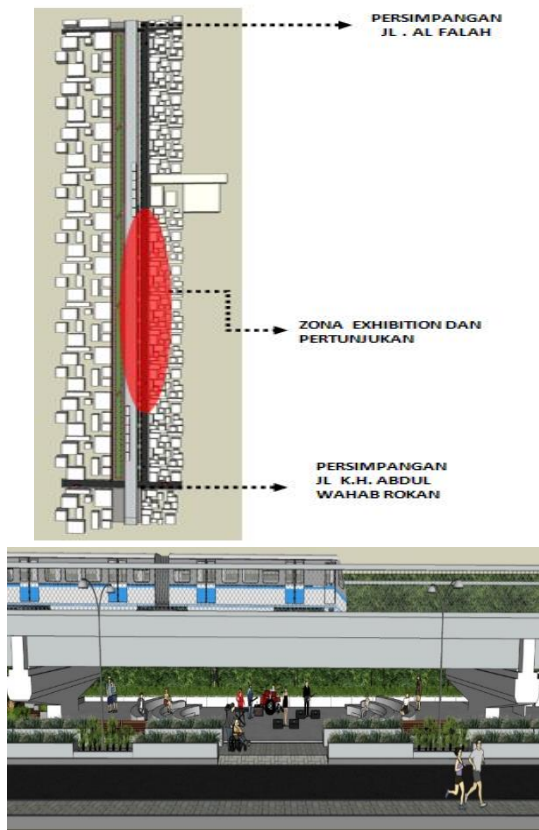 PERSIMPANGAN
JL . AL FALAH
ZONA EXHIBITION DAN
PERTUNJUKAN
PERSIMPANGAN
JL K.H. ABDUL
WAHAB ROKAN